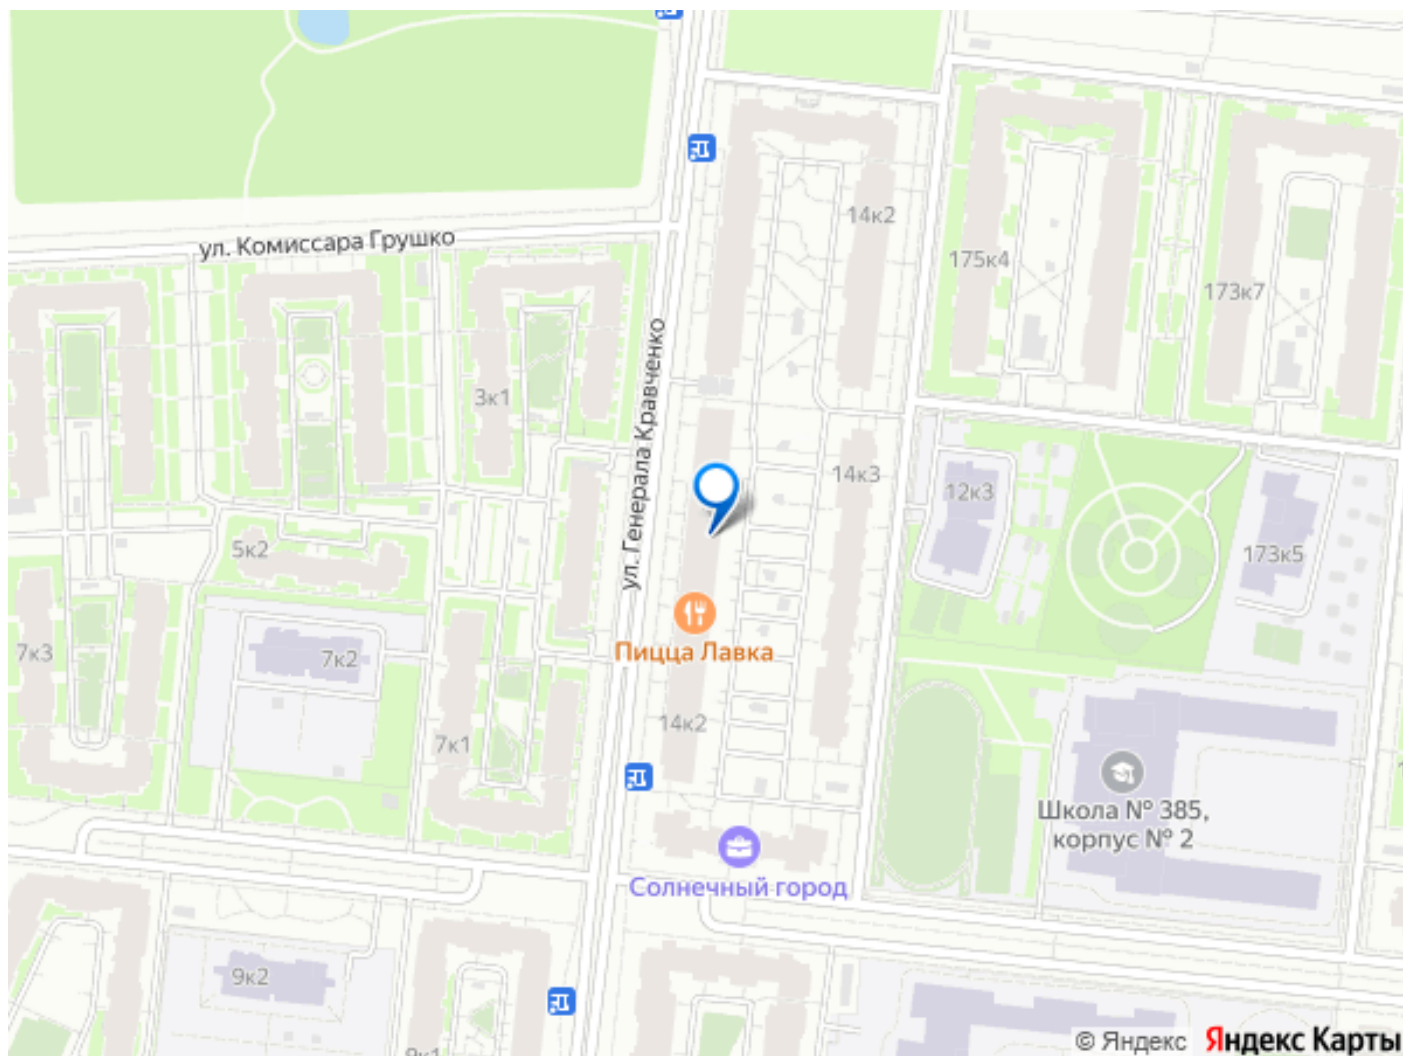 14к2
175к4
ул. Комиссара Грушко
173к7
ул. Генерала Кравченко
3к1
14к3
12к3
5к2
173к5
7к3
7к2
Пицца Лавка
14к2
7к1
Школа № 385,
корпус № 2
Солнечный город
9к2
9к1
© Яндекс Яндекс Карты